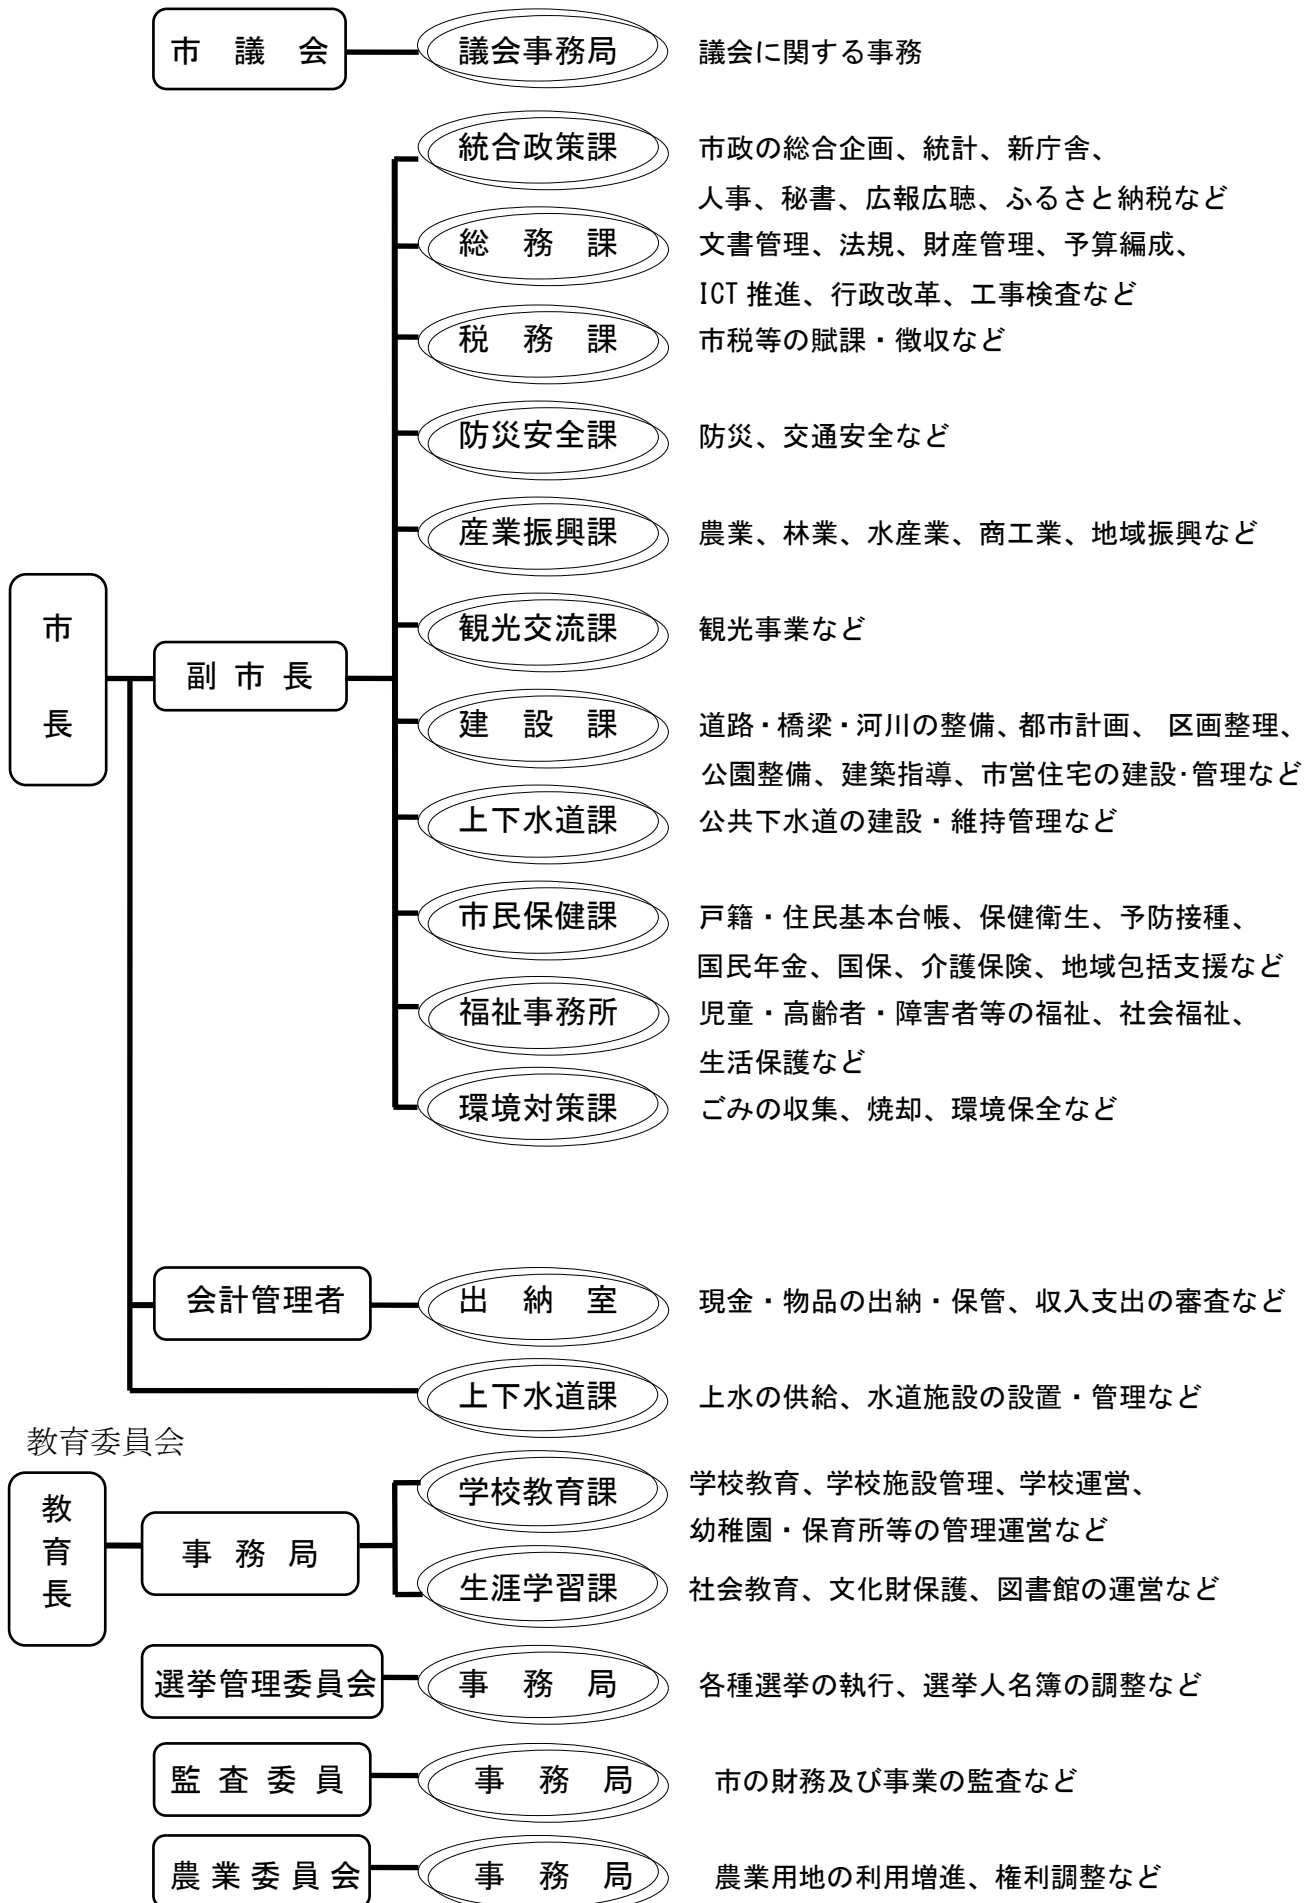 市議会 議会事務局 議会に関する事務
統合政策課 市政の総合企画、統計、新庁舎、
人事、秘書、広報広聴、ふるさと納税など
総務課 文書管理、法規、財産管理、予算編成、
ICT推進、行政改革、工事検査など
税務課 市税等の賦課・徴収など
防災安全課 防災、交通安全など
産業振興課 農業、林業、水産業、商工業、地域振興など
市長
副市長
観光交流課 観光事業など
建設課 道路・橋梁・河川の整備、都市計画、 区画整理、
公園整備、建築指導、市営住宅の建設・管理など
上下水道課 公共下水道の建設・維持管理など
市民保健課 戸籍・住民基本台帳、保健衛生、予防接種、
国民年金、国保、介護保険、地域包括支援など
福祉事務所 児童・高齢者・障害者等の福祉、社会福祉、
生活保護など
環境対策課 ごみの収集、焼却、環境保全など
会計管理者 出納室 現金・物品の出納・保管、収入支出の審査など
上下水道課 上水の供給、水道施設の設置・管理など
教育委員会
教育長
事務局
学校教育課 学校教育、学校施設管理、学校運営、
幼稚園・保育所等の管理運営など
生涯学習課 社会教育、文化財保護、図書館の運営など
選挙管理委員会 事務局 各種選挙の執行、選挙人名簿の調整など
監査委員 事務局 市の財務及び事業の監査など
農業委員会 事務局 農業用地の利用増進、権利調整など